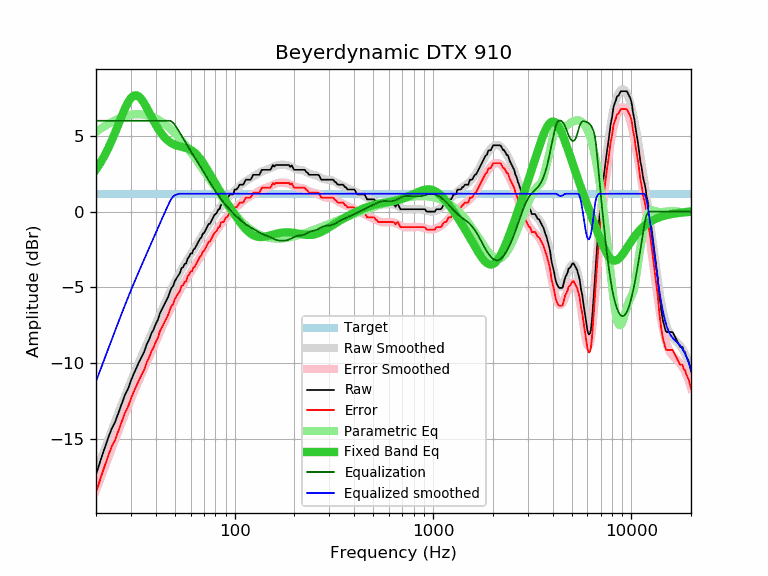 Beyerdynamic DTX 910
Amplitude (dBr)
5
0
−5
−10
−15
Target
Raw Smoothed
Error Smoothed
Raw
Error
Parametric Eq
Fixed Band Eq
Equalization
Equalized smoothed
100
1000
10000
Frequency (Hz)